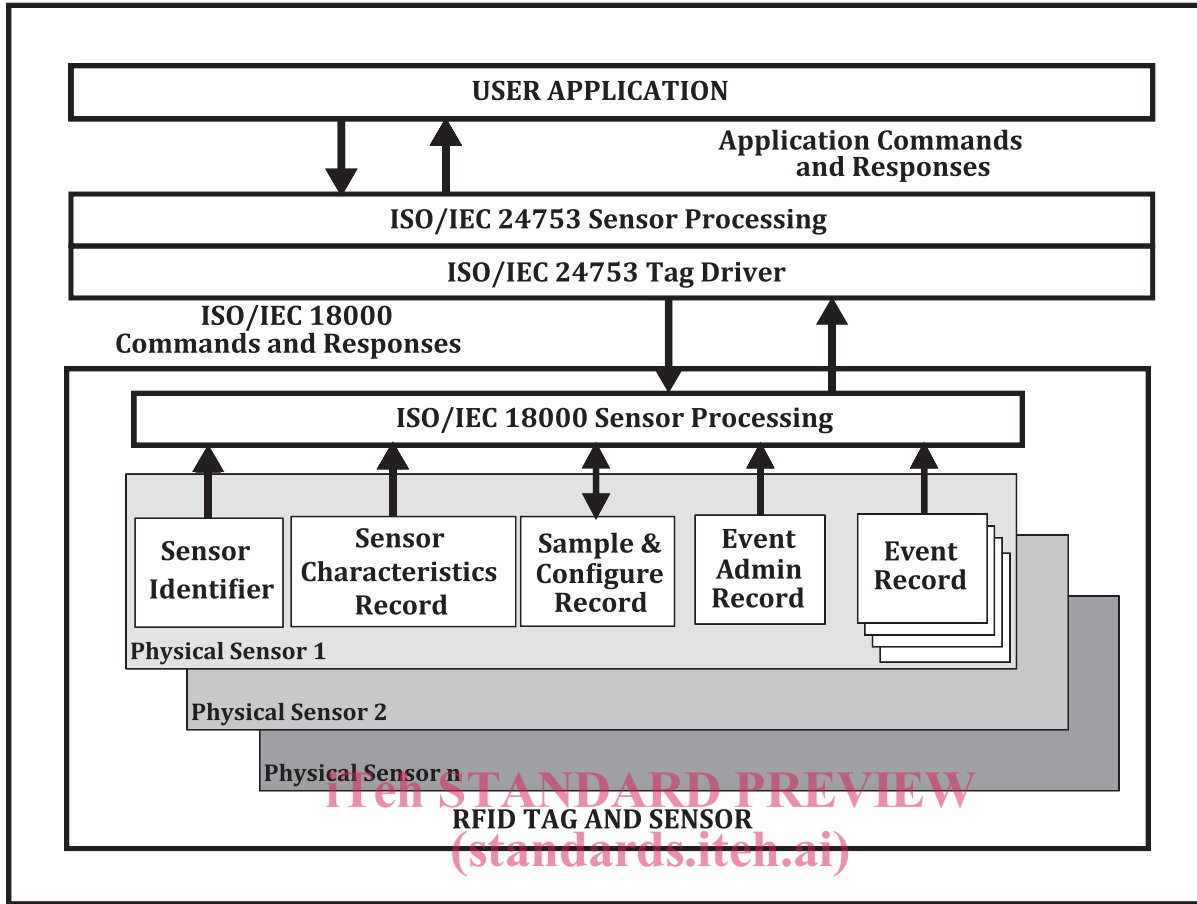 USER APPLICATION
Application Commands
and Responses
ISO/IEC 24753 Sensor Processing
ISO/IEC 24753 Tag Driver
ISO/IEC 18000
Commands and Responses
ISO/IEC 18000 Sensor Processing
Sensor
Identifier
Sensor
Characteristics
Record
Sample &
Configure
Record
Event
Admin
Record
Event
Record
Physical Sensor 1
Physical Sensor 2
Physical Sensor n
iTeh STANDARD PREVIEW
RFID TAG AND SENSOR
(standards.iteh.ai)